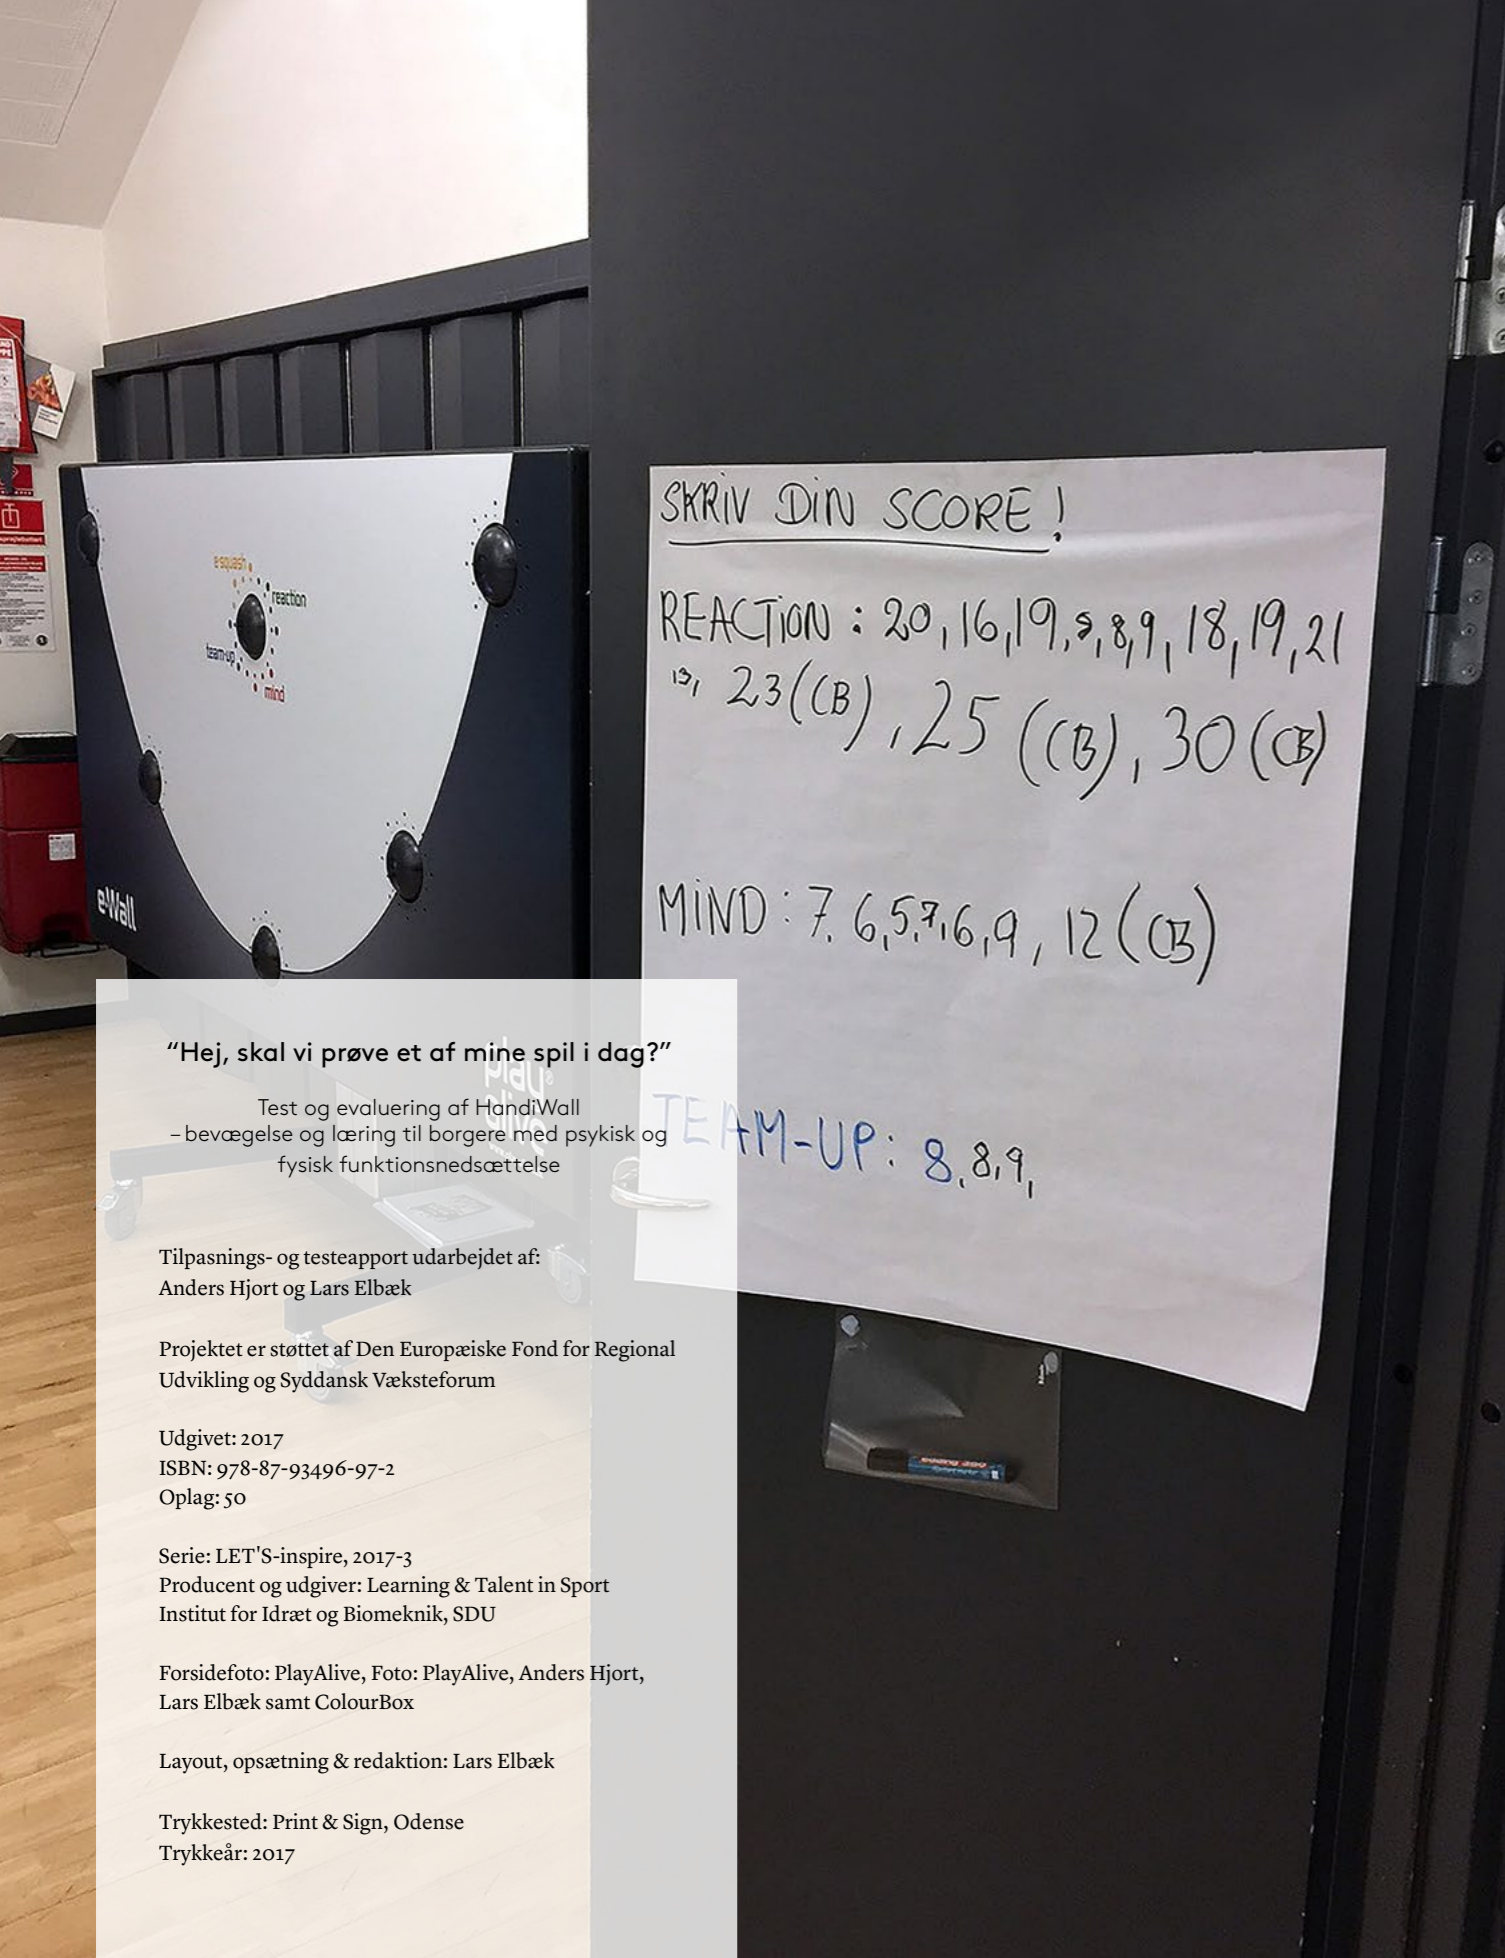 e-squash
reaction
team-up
mind
e-Wall
SKRIV DIN SCORE!
REACTION: 20, 16, 19, 9, 8, 9, 18, 19, 21
19, 23 (CB), 25 (CB), 30 (CB)
MIND: 7, 6, 5, 7, 6, 9, 12 (CB)
TEAM-UP: 8, 8, 9,
play
alive
“Hej, skal vi prøve et af mine spil i dag?”
Test og evaluering af HandiWall
– bevægelse og læring til borgere med psykisk og
fysisk funktionsnedsættelse
Tilpasnings- og testeapport udarbejdet af:
Anders Hjort og Lars Elbæk
Projektet er støttet af Den Europæiske Fond for Regional
Udvikling og Syddansk Væksteforum
Udgivet: 2017
ISBN: 978-87-93496-97-2
Oplag: 50
Serie: LET'S-inspire, 2017-3
Producent og udgiver: Learning & Talent in Sport
Institut for Idræt og Biomeknik, SDU
Forsidefoto: PlayAlive, Foto: PlayAlive, Anders Hjort,
Lars Elbæk samt ColourBox
Layout, opsætning & redaktion: Lars Elbæk
Trykkested: Print & Sign, Odense
Trykkeår: 2017